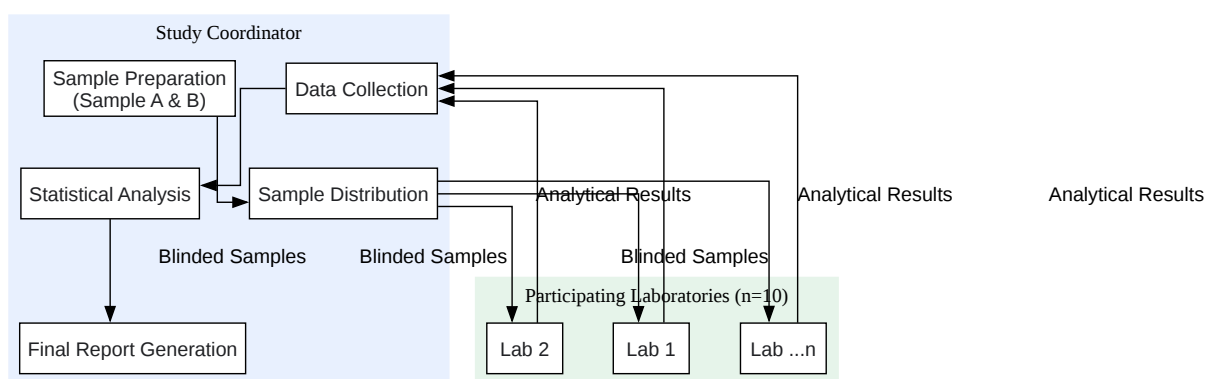 Study Coordinator
Sample Preparation
(Sample A & B)
Data Collection
Statistical Analysis
Sample Distribution
Analytical Results
Analytical Results
Analytical Results
Blinded Samples
Blinded Samples
Blinded Samples
Participating Laboratories (n=10)
Final Report Generation
Lab 2
Lab 1
Lab ...n